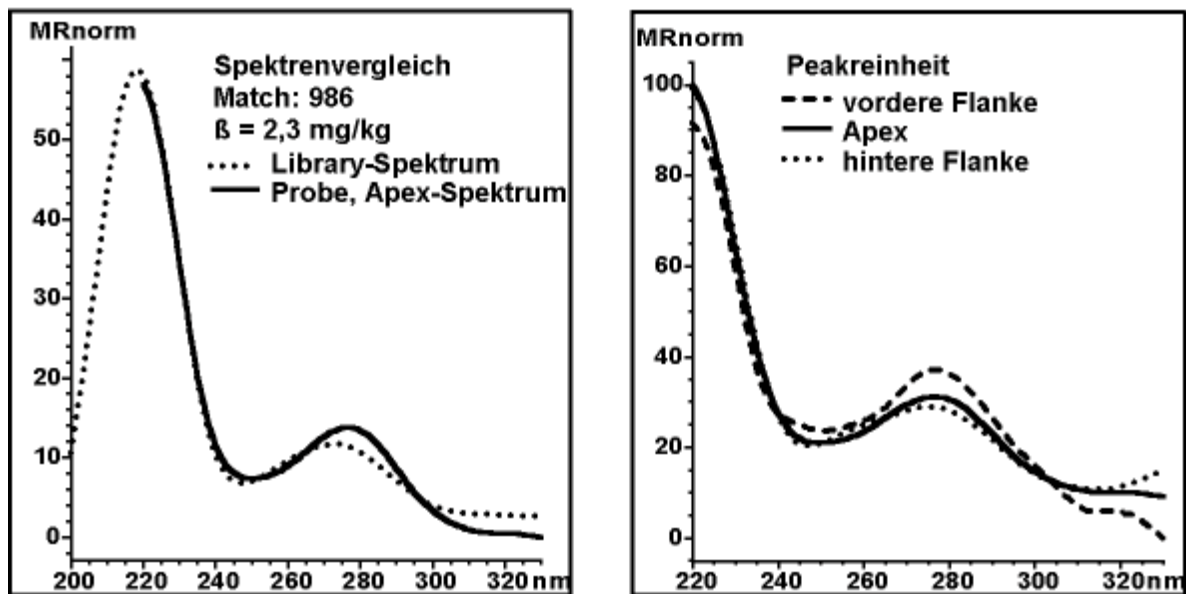 MRnorm
Spektrenvergleich
Match: 986
ß = 2,3 mg/kg
Library-Spektrum
Probe, Apex-Spektrum
50
40
30
20
10
0
200 220 240 260 280 300 320nm
MRnorm
Peakreinheit
vordere Flanke
Apex
hintere Flanke
100
80
60
40
20
0
220 240 260 280 300 320nm